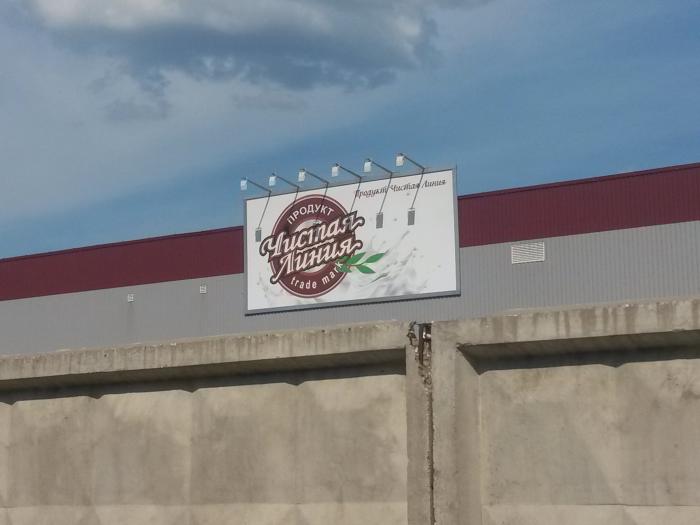 Продукт Чистая Линия
ПРОДУКТ
Чистая
Линия
trade mark